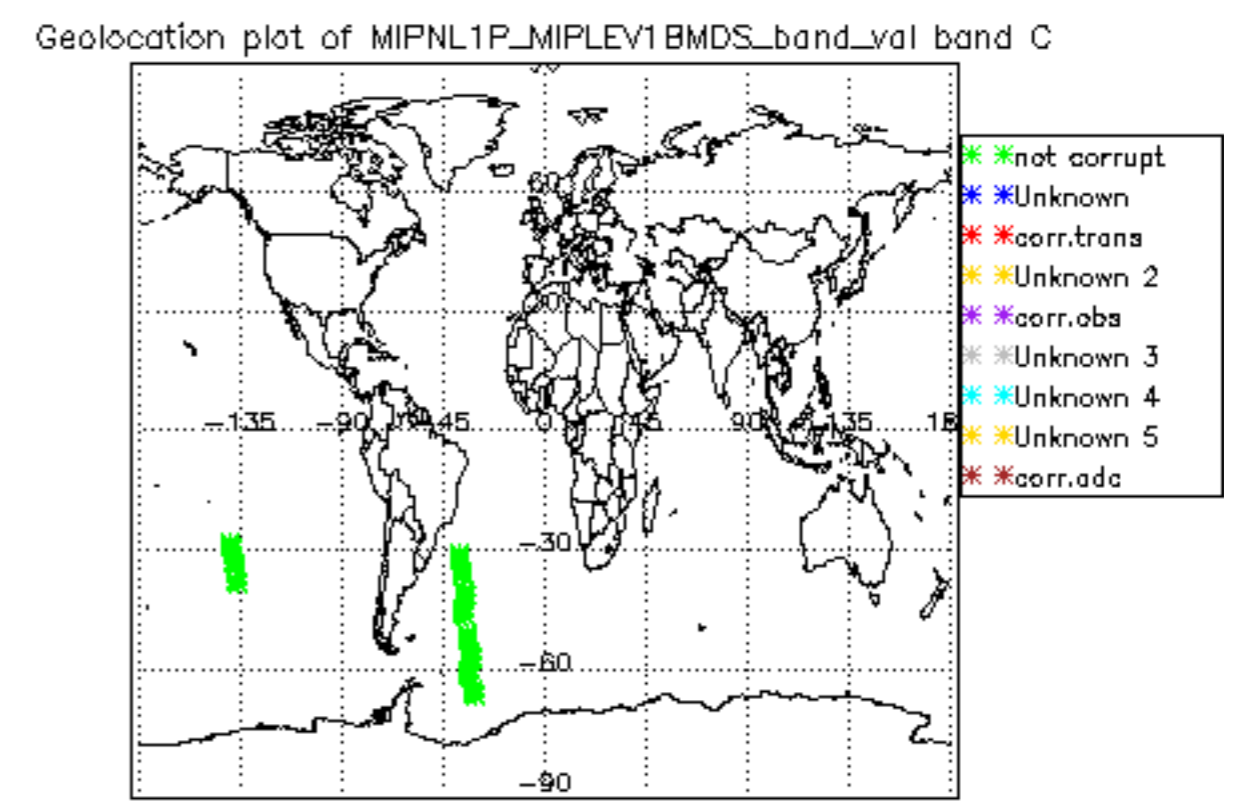 Geolocation plot of MIPNL1P_MIPLEV1BMDS_band_val band C
not corrupt
Unknown
corr.trans
Unknown 2
corr.obs
Unknown 3
Unknown 4
Unknown 5
corr.adc
60
-135 -90 -45 0 45 90 135
-30
-60
-90